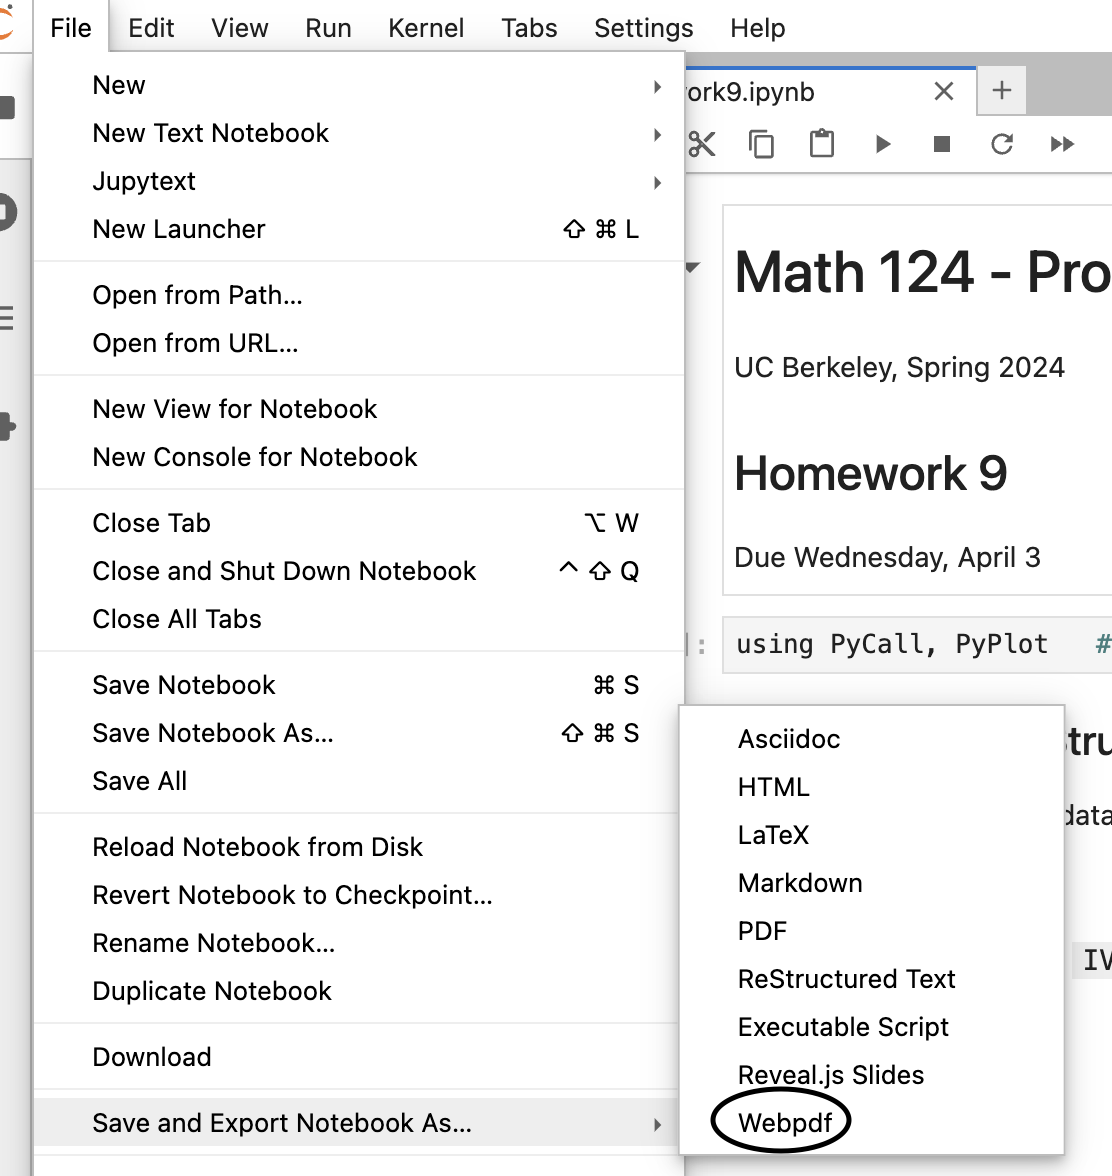 File Edit View Run Kernel Tabs Settings Help
New
New Text Notebook
Jupytext
New Launcher ⇧ ⌘ L
Open from Path...
Open from URL...
New View for Notebook
New Console for Notebook
Close Tab ⌥ W
Close and Shut Down Notebook ^ ⇧ Q
Close All Tabs
Save Notebook ⌘ S
Save Notebook As... ⇧ ⌘ S
Save All
Reload Notebook from Disk
Revert Notebook to Checkpoint...
Rename Notebook...
Duplicate Notebook
Download
Save and Export Notebook As...
Asciidoc
HTML
LaTeX
Markdown
PDF
ReStructured Text
Executable Script
Reveal.js Slides
Webpdf
ork9.ipynb
Math 124 - Pro
UC Berkeley, Spring 2024
Homework 9
Due Wednesday, April 3
]: using PyCall, PyPlot #
tru
data